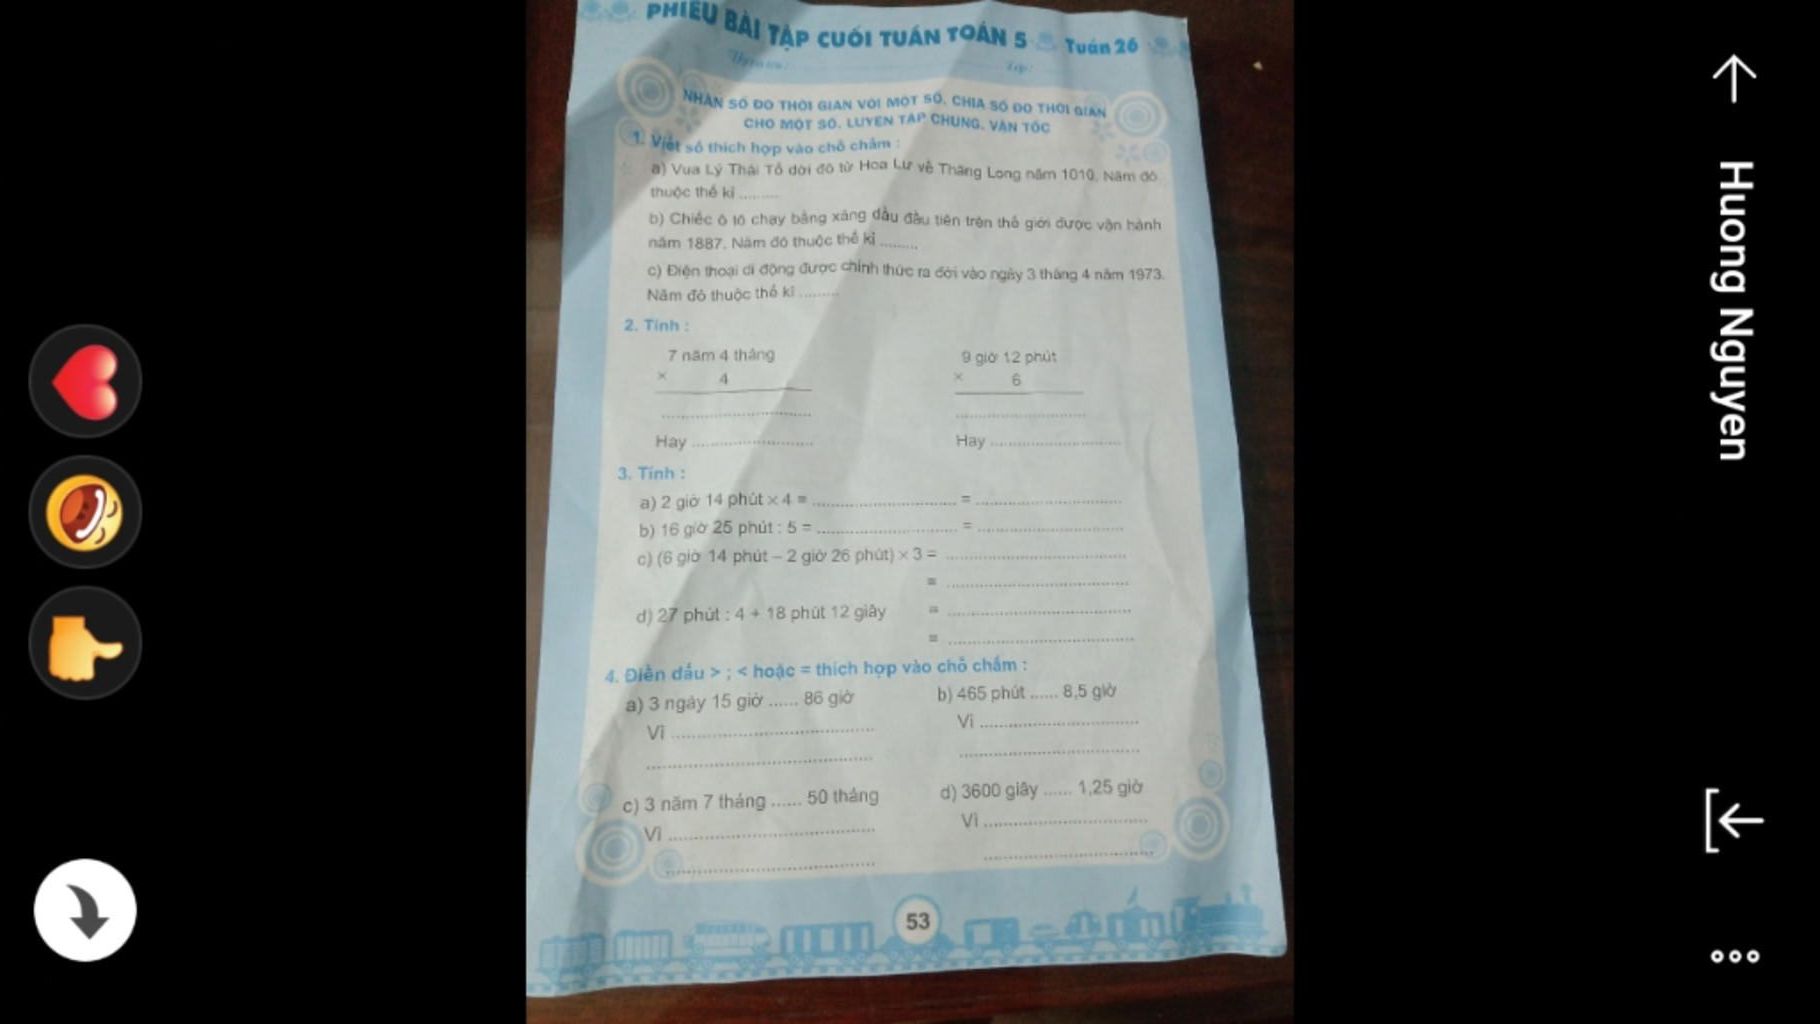 PHIẾU BÀI TẬP CUỐI TUẦN TOÁN 5 Tuần 26
Lớp:
NHÂN SỐ ĐO THỜI GIAN VỚI MỘT SỐ. CHIA SỐ ĐO THỜI GIAN
CHO MỘT SỐ. LUYỆN TẬP CHUNG. VẬN TỐC
1. Viết số thích hợp vào chỗ chấm :
a) Vua Lý Thái Tổ dời đô từ Hoa Lư về Thăng Long năm 1010. Năm đó
thuộc thế kỉ .........
b) Chiếc ô tô chạy bằng xăng dầu đầu tiên trên thế giới được vận hành
năm 1887. Năm đó thuộc thế kỉ .........
c) Điện thoại di động được chính thức ra đời vào ngày 3 tháng 4 năm 1973.
Năm đó thuộc thế kỉ .........
2. Tính :
7 năm 4 tháng 9 giờ 12 phút
× 4 × 6
.............................. ..............................
Hay ........................ Hay ........................
3. Tính :
a) 2 giờ 14 phút × 4 = .............................. = ..............................
b) 16 giờ 25 phút : 5 = .............................. = ..............................
c) (6 giờ 14 phút – 2 giờ 26 phút) × 3 = ..............................
= ..............................
d) 27 phút : 4 + 18 phút 12 giây = ..............................
= ..............................
4. Điền dấu > ; < hoặc = thích hợp vào chỗ chấm :
a) 3 ngày 15 giờ ...... 86 giờ b) 465 phút ...... 8,5 giờ
Vì .............................. Vì ..............................
.............................. ..............................
c) 3 năm 7 tháng ...... 50 tháng d) 3600 giây ...... 1,25 giờ
Vì .............................. Vì ..............................
.............................. ..............................
53
Huong Nguyen